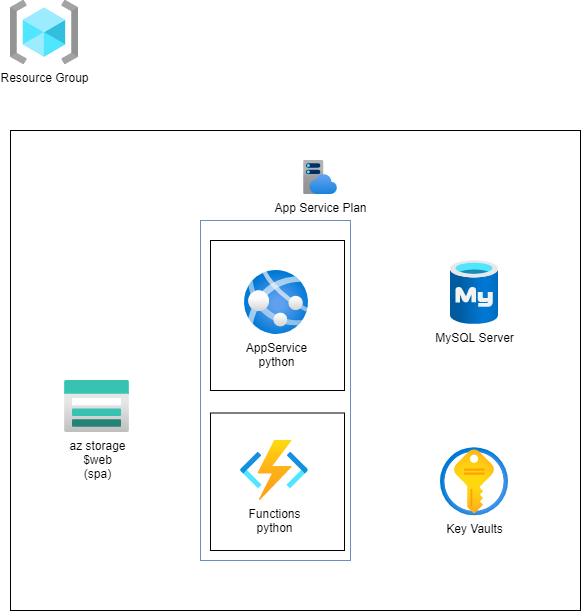 Resource Group
App Service Plan
AppService
python
My
MySQL Server
az storage
$web
(spa)
Functions
python
Key Vaults